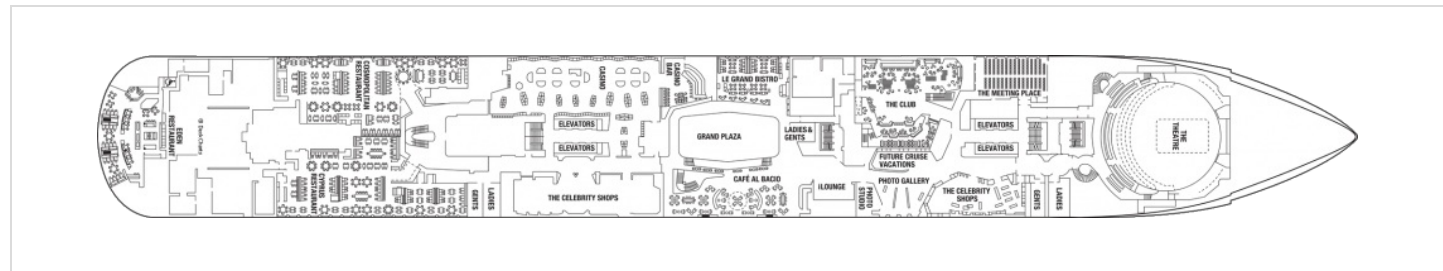 EDEN
RESTAURANT
COSMOPOLITAN
RESTAURANT
CYPRUS
RESTAURANT
GENTS
LADIES
CASINO
ELEVATORS
ELEVATORS
THE CELEBRITY SHOPS
CASINO
BAR
LE GRAND BISTRO
GRAND PLAZA
CAFÉ AL BACIO
LADIES &
GENTS
iLOUNGE
PHOTO
STUDIO
THE CLUB
FUTURE CRUISE
VACATIONS
PHOTO GALLERY
THE CELEBRITY
SHOPS
THE MEETING PLACE
ELEVATORS
ELEVATORS
GENTS
LADIES
THE
THEATRE